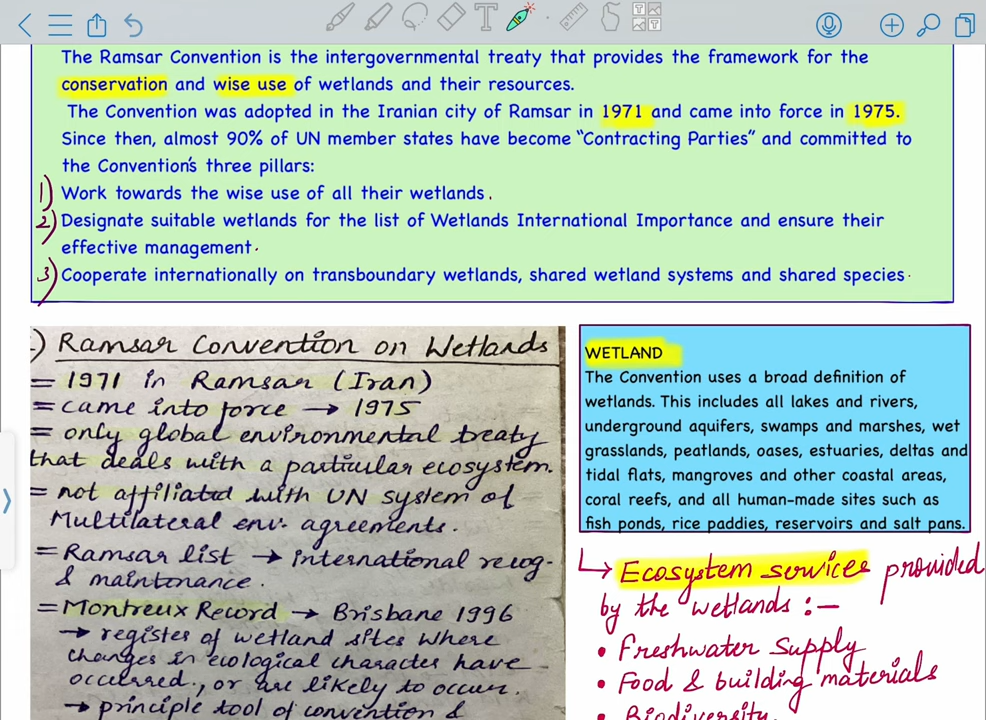 The Ramsar Convention is the intergovernmental treaty that provides the framework for the
conservation and wise use of wetlands and their resources.
The Convention was adopted in the Iranian city of Ramsar in 1971 and came into force in 1975.
Since then, almost 90% of UN member states have become “Contracting Parties” and committed to
the Convention's three pillars:
1) Work towards the wise use of all their wetlands.
2) Designate suitable wetlands for the list of Wetlands International Importance and ensure their
effective management.
3) Cooperate internationally on transboundary wetlands, shared wetland systems and shared species.
) Ramsar Convention on Wetlands
= 1971 in Ramsar (Iran)
= came into force → 1975
= only global environmental treaty
that deals with a particular ecosystem.
= not affiliated with UN system of
Multilateral env. agreements.
= Ramsar list → international recog-
& maintonance.
= Montreux Record → Brisbane 1996
→ register of wetland sites where
changes in ecological character have
occurred, or are likely to occur.
→ principle tool of convention &
WETLAND
The Convention uses a broad definition of
wetlands. This includes all lakes and rivers,
underground aquifers, swamps and marshes, wet
grasslands, peatlands, oases, estuaries, deltas and
tidal flats, mangroves and other coastal areas,
coral reefs, and all human-made sites such as
fish ponds, rice paddies, reservoirs and salt pans.
↳ Ecosystem services provided
by the wetlands :—
• Freshwater Supply
• Food & building materials
• Biodiversity.